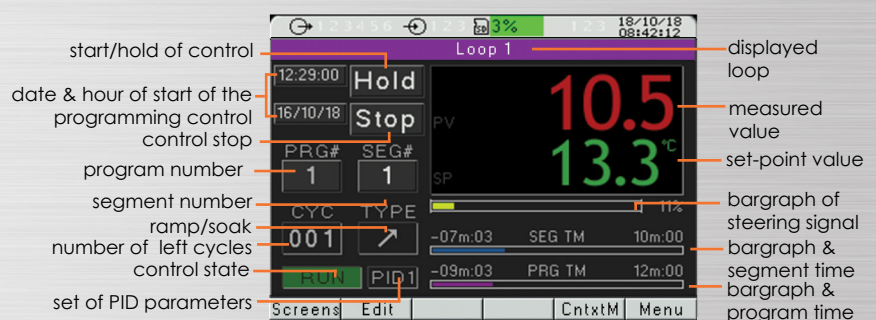 123456 123 3% 123 18/10/18
08:42:12
Loop 1
start/hold of control
12:29:00 Hold
date & hour of start of the
programming control
16/10/18 Stop
control stop
PRG# SEG#
program number
1 1
segment number
CYC TYPE
ramp/soak
001
number of left cycles
control state
RUN PID1
set of PID parameters
PV 10.5
SP 13.3 °C
11%
-07m:03 SEG TM 10m:00
-09m:03 PRG TM 12m:00
Screens Edit CntxtM Menu
displayed
loop
measured
value
set-point value
bargraph of
steering signal
bargraph &
segment time
bargraph &
program time